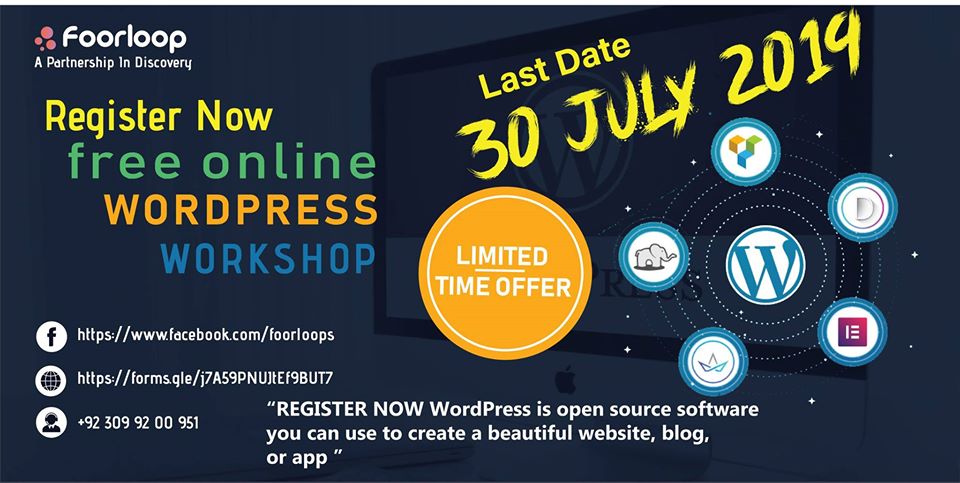 Foorloop
A Partnership In Discovery
Register Now
free online
WORDPRESS
WORKSHOP
Last Date
30 JULY 2019
LIMITED
TIME OFFER
https://www.facebook.com/foorloops
https://forms.gle/j7A59PNUJtEf9BUT7
+92 309 92 00 951
“REGISTER NOW WordPress is open source software
you can use to create a beautiful website, blog,
or app ”